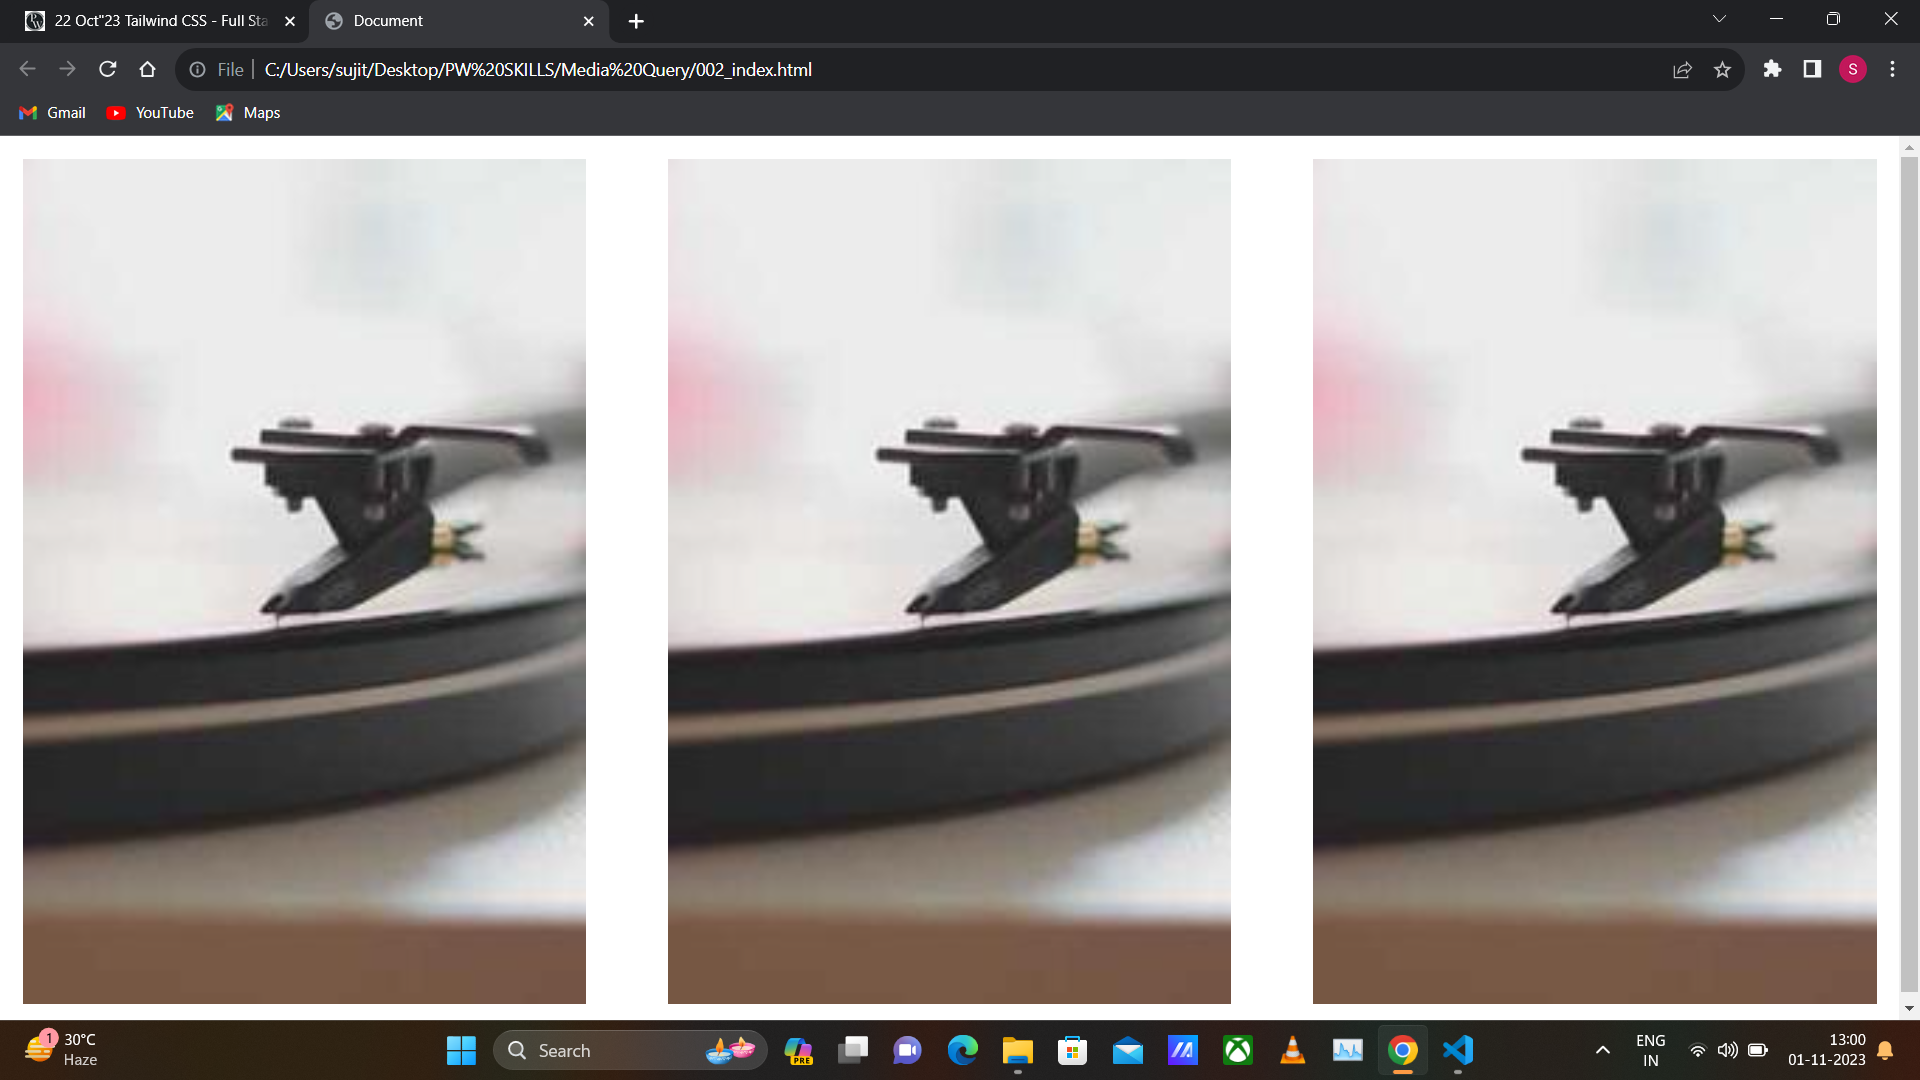 22 Oct"23 Tailwind CSS - Full Sta
Document
File
C:/Users/sujit/Desktop/PW%20SKILLS/Media%20Query/002_index.html
S
Gmail
YouTube
Maps
1
30°C
Haze
Search
PRE
ENG
IN
13:00
01-11-2023